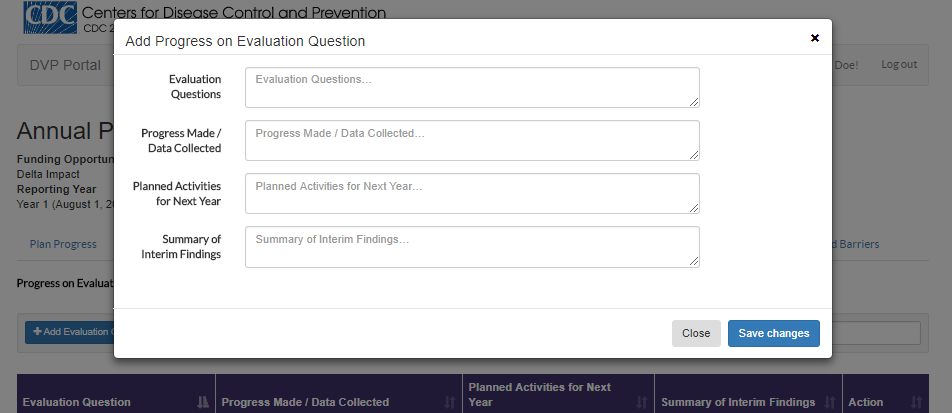 CDC Centers for Disease Control and Prevention
CDC 2
Add Progress on Evaluation Question ×
DVP Portal
Doe! Log out
Evaluation
Questions
Evaluation Questions...
Progress Made /
Data Collected
Progress Made / Data Collected...
Planned Activities
for Next Year
Planned Activities for Next Year...
Summary of
Interim Findings
Summary of Interim Findings...
Annual P
Funding Opportun
Delta Impact
Reporting Year
Year 1 (August 1, 2
Plan Progress
d Barriers
Progress on Evaluat
+ Add Evaluation
Close Save changes
Evaluation Question
Progress Made / Data Collected
Planned Activities for Next
Year
Summary of Interim Findings
Action